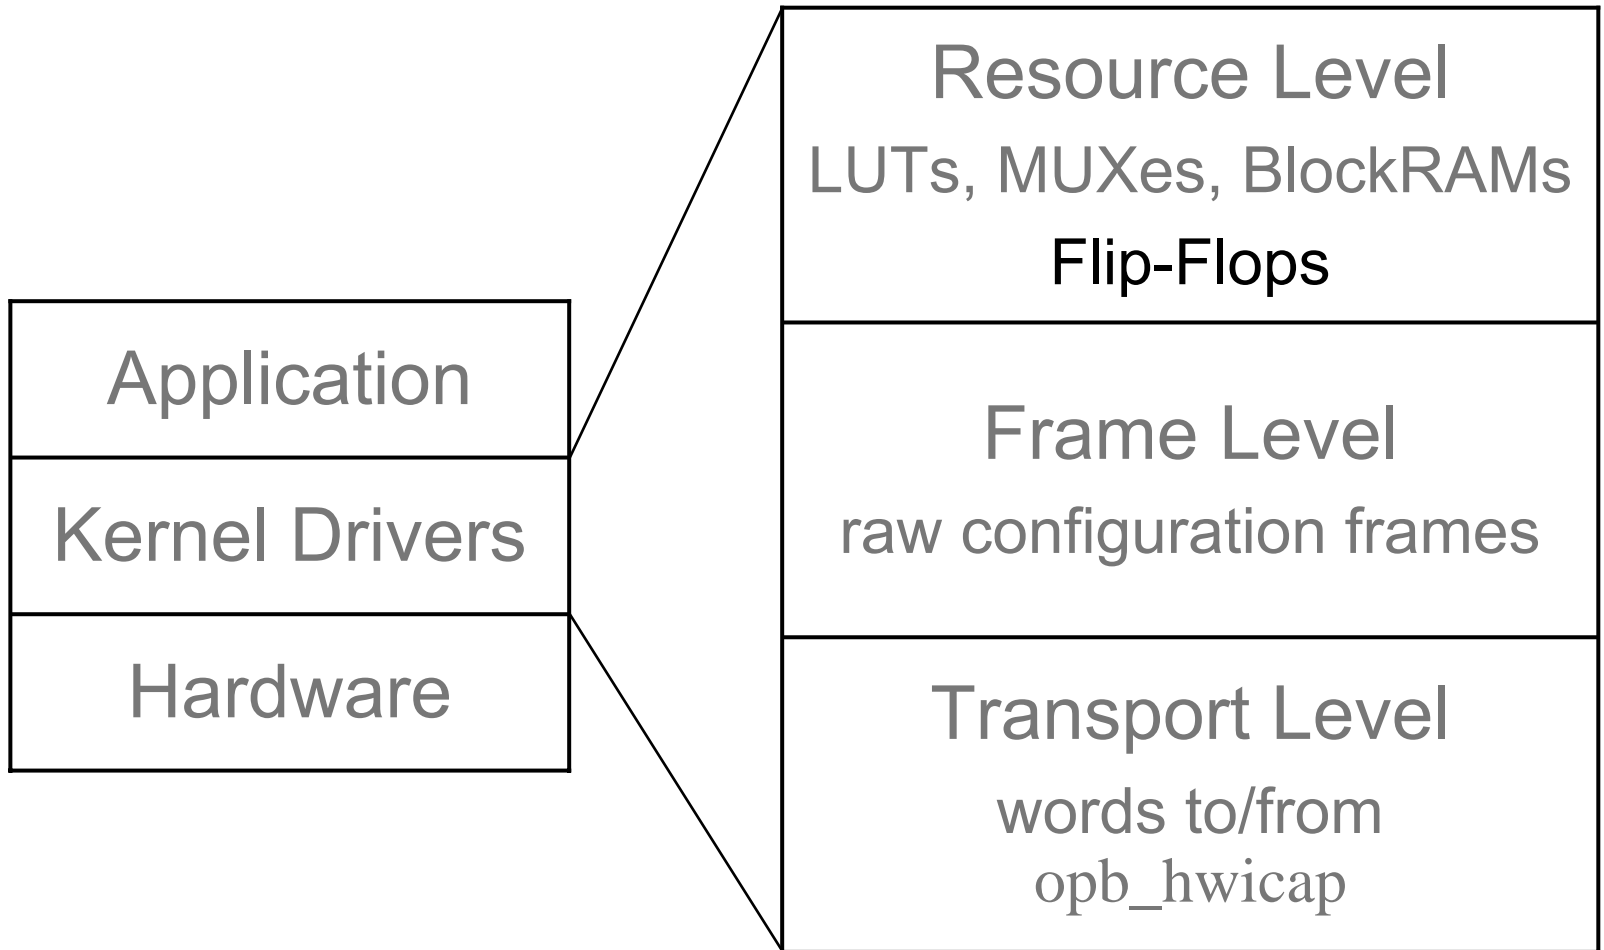 Application
Kernel Drivers
Hardware
Resource Level
LUTs, MUXes, BlockRAMs
Flip-Flops
Frame Level
raw configuration frames
Transport Level
words to/from
opb_hwicap